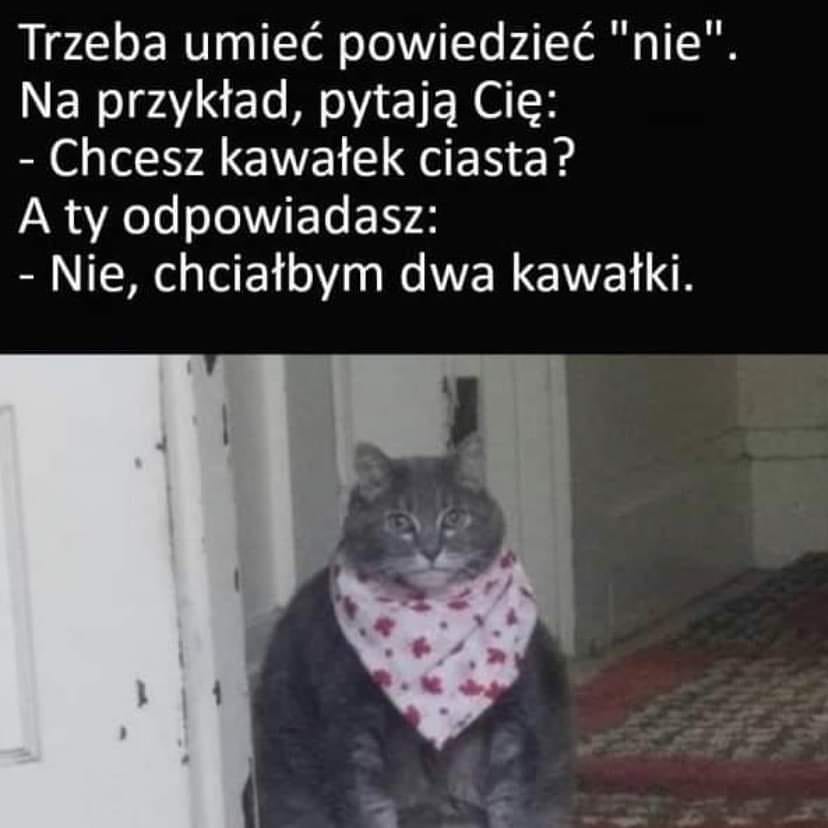 Trzeba umieć powiedzieć "nie".
Na przykład, pytają Cię:
- Chcesz kawałek ciasta?
A ty odpowiadasz:
- Nie, chciałbym dwa kawałki.